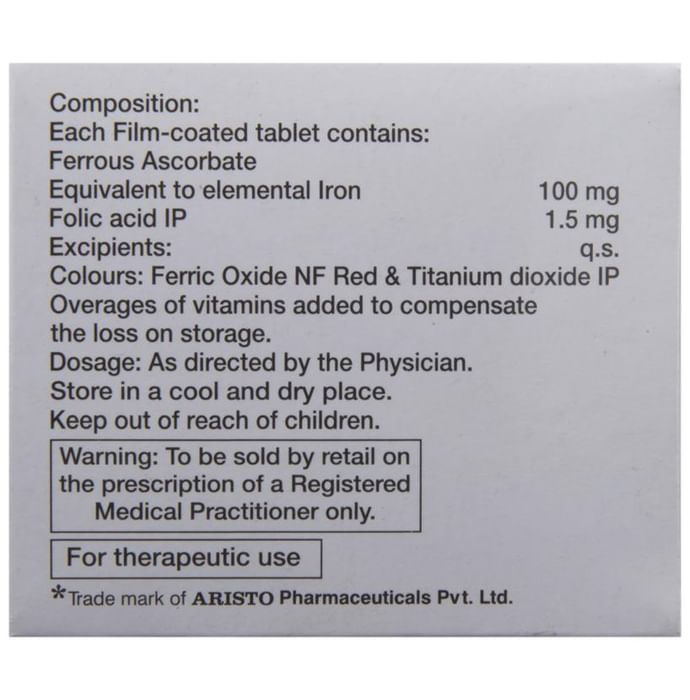 Composition:
Each Film-coated tablet contains:
Ferrous Ascorbate
Equivalent to elemental Iron 100 mg
Folic acid IP 1.5 mg
Excipients: q.s.
Colours: Ferric Oxide NF Red & Titanium dioxide IP
Overages of vitamins added to compensate
the loss on storage.
Dosage: As directed by the Physician.
Store in a cool and dry place.
Keep out of reach of children.
Warning: To be sold by retail on
the prescription of a Registered
Medical Practitioner only.
For therapeutic use
*Trade mark of ARISTO Pharmaceuticals Pvt. Ltd.